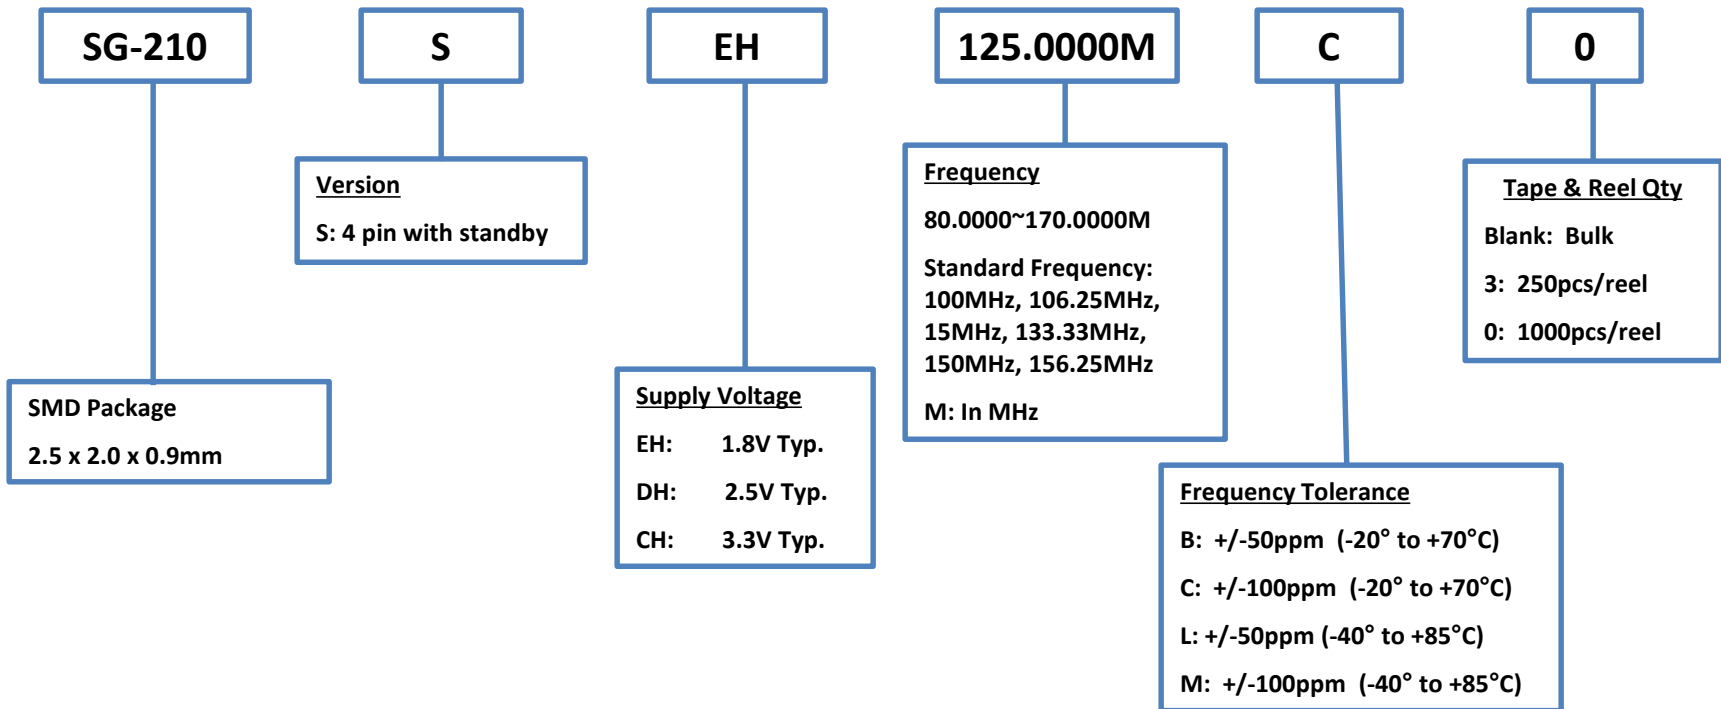 SG-210
S
EH
125.0000M
C
0
Version
S: 4 pin with standby
Frequency
80.0000~170.0000M
Standard Frequency:
100MHz, 106.25MHz,
15MHz, 133.33MHz,
150MHz, 156.25MHz
M: In MHz
Tape & Reel Qty
Blank: Bulk
3: 250pcs/reel
0: 1000pcs/reel
SMD Package
2.5 x 2.0 x 0.9mm
Supply Voltage
EH: 1.8V Typ.
DH: 2.5V Typ.
CH: 3.3V Typ.
Frequency Tolerance
B: +/-50ppm (-20° to +70°C)
C: +/-100ppm (-20° to +70°C)
L: +/-50ppm (-40° to +85°C)
M: +/-100ppm (-40° to +85°C)